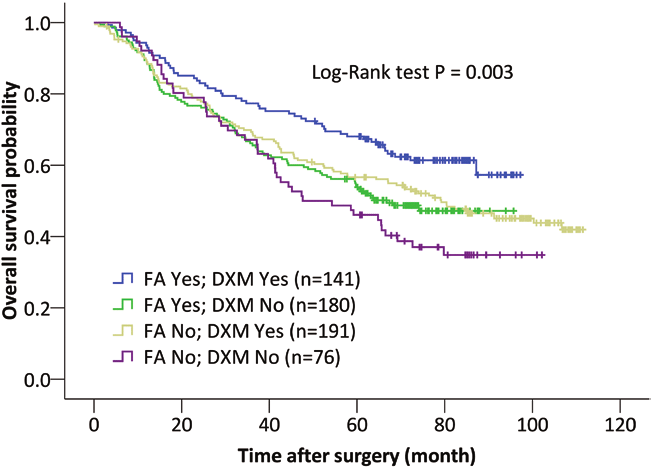 1.0
0.8
0.6
0.4
0.2
0.0
Overall survival probability
Log-Rank test P = 0.003
FA Yes; DXM Yes (n=141)
FA Yes; DXM No (n=180)
FA No; DXM Yes (n=191)
FA No; DXM No (n=76)
0 20 40 60 80 100 120
Time after surgery (month)